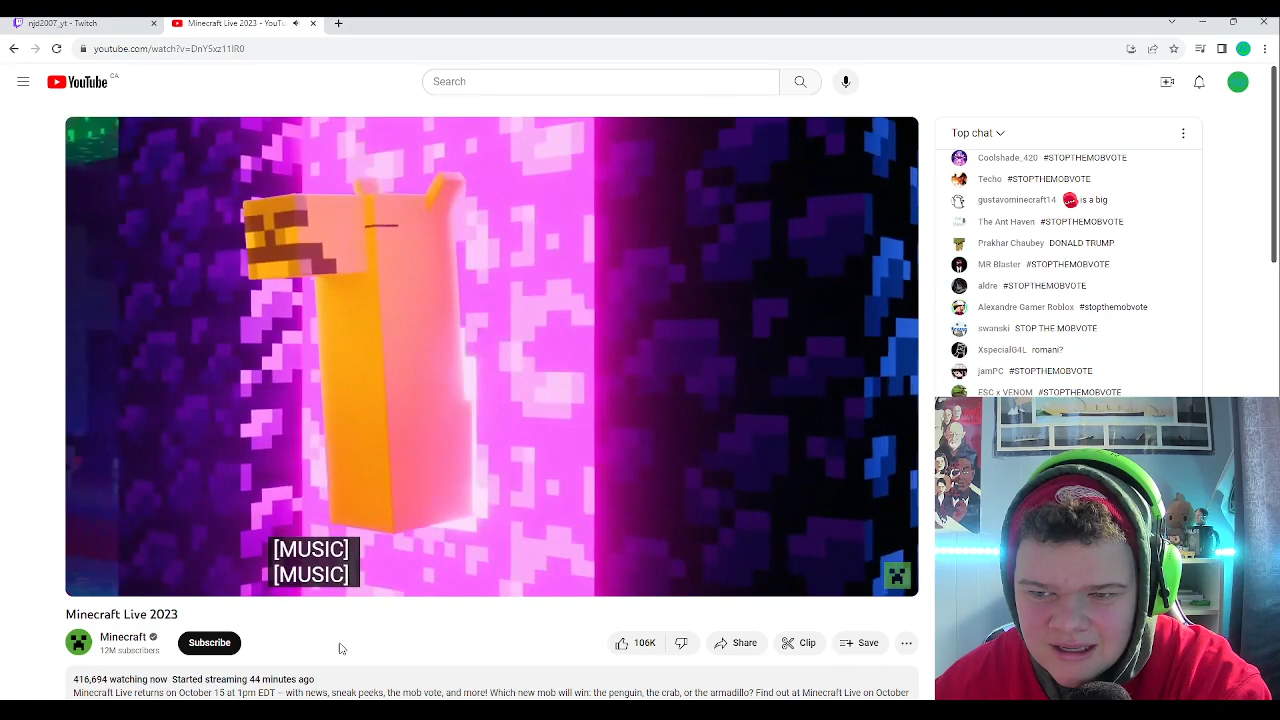 njd2007_yt - Twitch
Minecraft Live 2023 - YouTu
youtube.com/watch?v=DnY5xz11IR0
YouTube CA
Search
Top chat
Coolshade_420 #STOPTHEMOBVOTE
Techo #STOPTHEMOBVOTE
gustavominecraft14 is a big
The Ant Haven #STOPTHEMOBVOTE
Prakhar Chaubey DONALD TRUMP
MR Blaster #STOPTHEMOBVOTE
aldre #STOPTHEMOBVOTE
Alexandre Gamer Roblox #stopthemobvote
swanski STOP THE MOBVOTE
XspecialG4L romani?
jamPC #STOPTHEMOBVOTE
ESC x VENOM #STOPTHEMOBVOTE
[MUSIC]
[MUSIC]
Minecraft Live 2023
Minecraft
12M subscribers
Subscribe
106K
Share
Clip
Save
416,694 watching now Started streaming 44 minutes ago
Minecraft Live returns on October 15 at 1pm EDT – with news, sneak peeks, the mob vote, and more! Which new mob will win: the penguin, the crab, or the armadillo? Find out at Minecraft Live on October